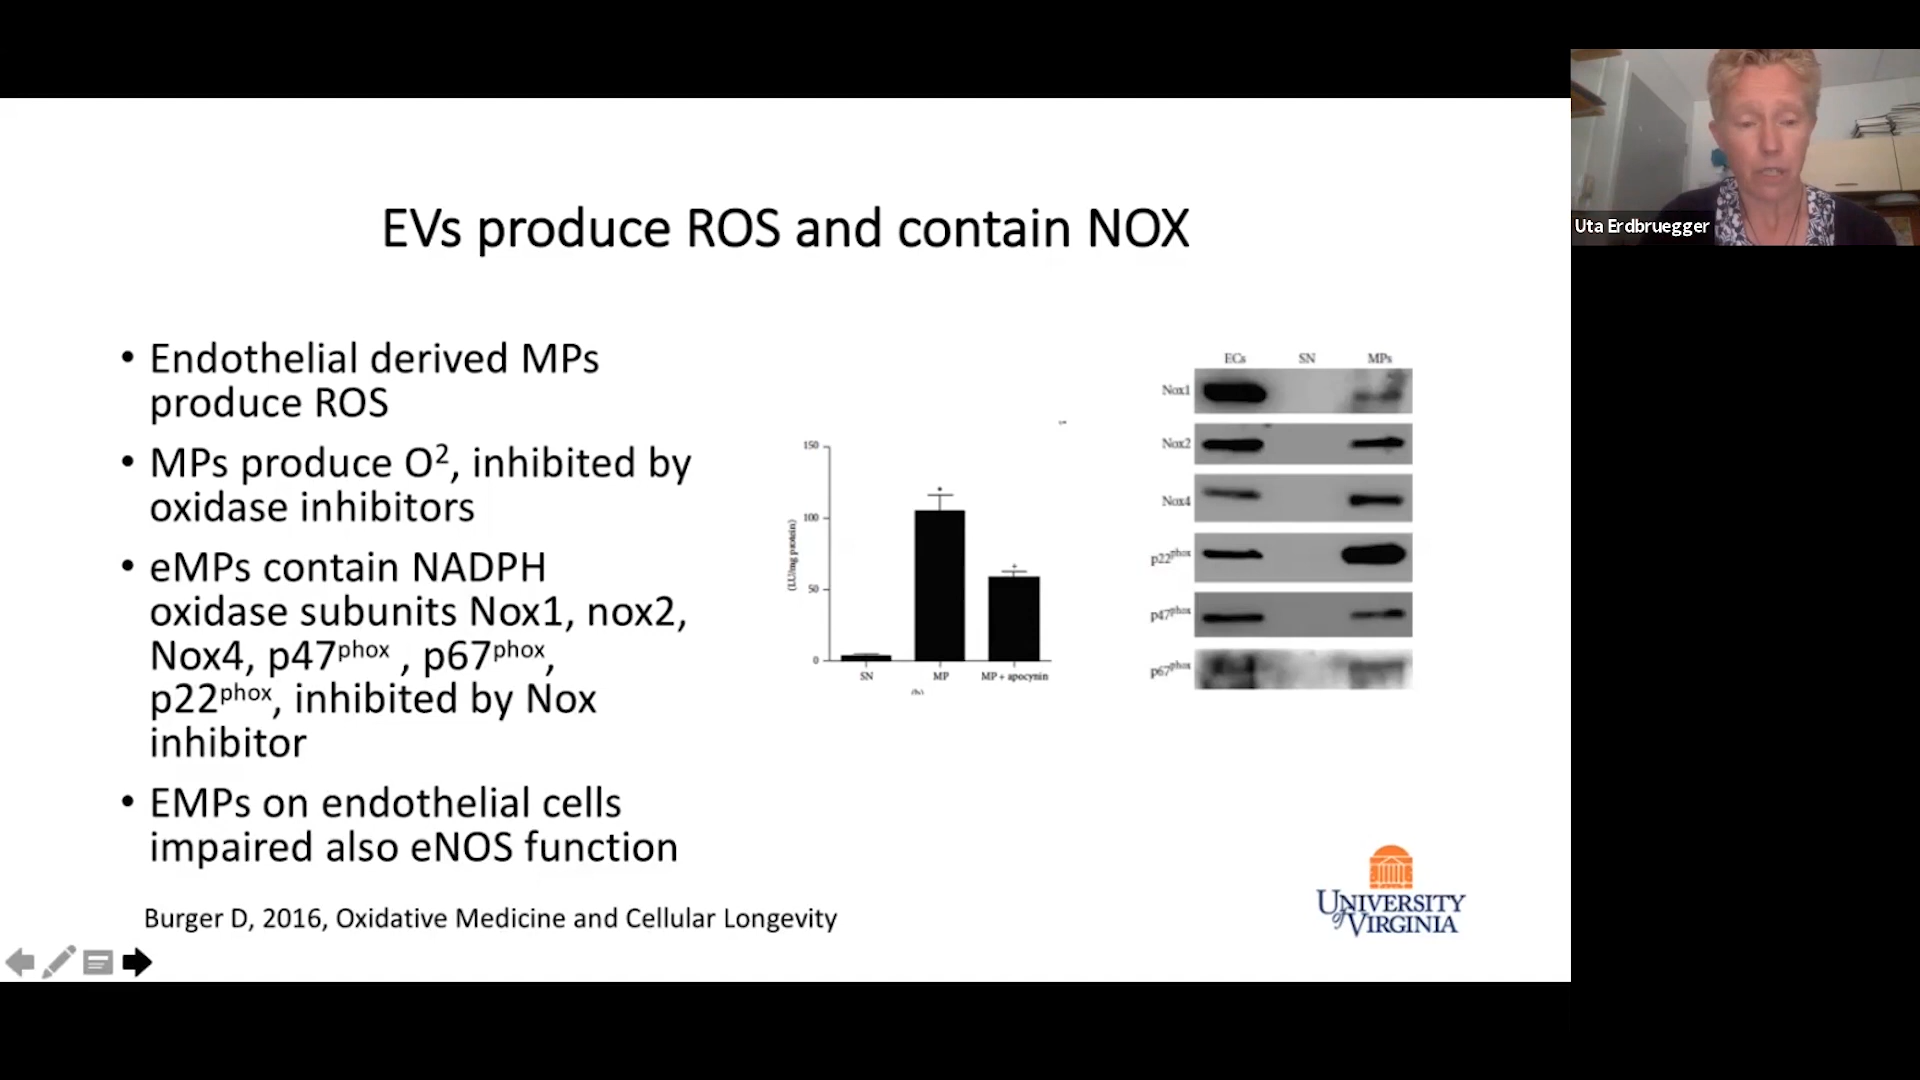 EVs produce ROS and contain NOX
Uta Erdbruegger
• Endothelial derived MPs
produce ROS
• MPs produce O², inhibited by
oxidase inhibitors
• eMPs contain NADPH
oxidase subunits Nox1, nox2,
Nox4, p47ᵖʰᵒˣ , p67ᵖʰᵒˣ,
p22ᵖʰᵒˣ, inhibited by Nox
inhibitor
• EMPs on endothelial cells
impaired also eNOS function
150
100
50
0
(LU/mg protein)
*
+
SN MP MP + apocynin
(b)
ECs SN MPs
Nox1
Nox2
Nox4
p22ᵖʰᵒˣ
p47ᵖʰᵒˣ
p67ᵖʰᵒˣ
Burger D, 2016, Oxidative Medicine and Cellular Longevity
UNIVERSITY
of VIRGINIA